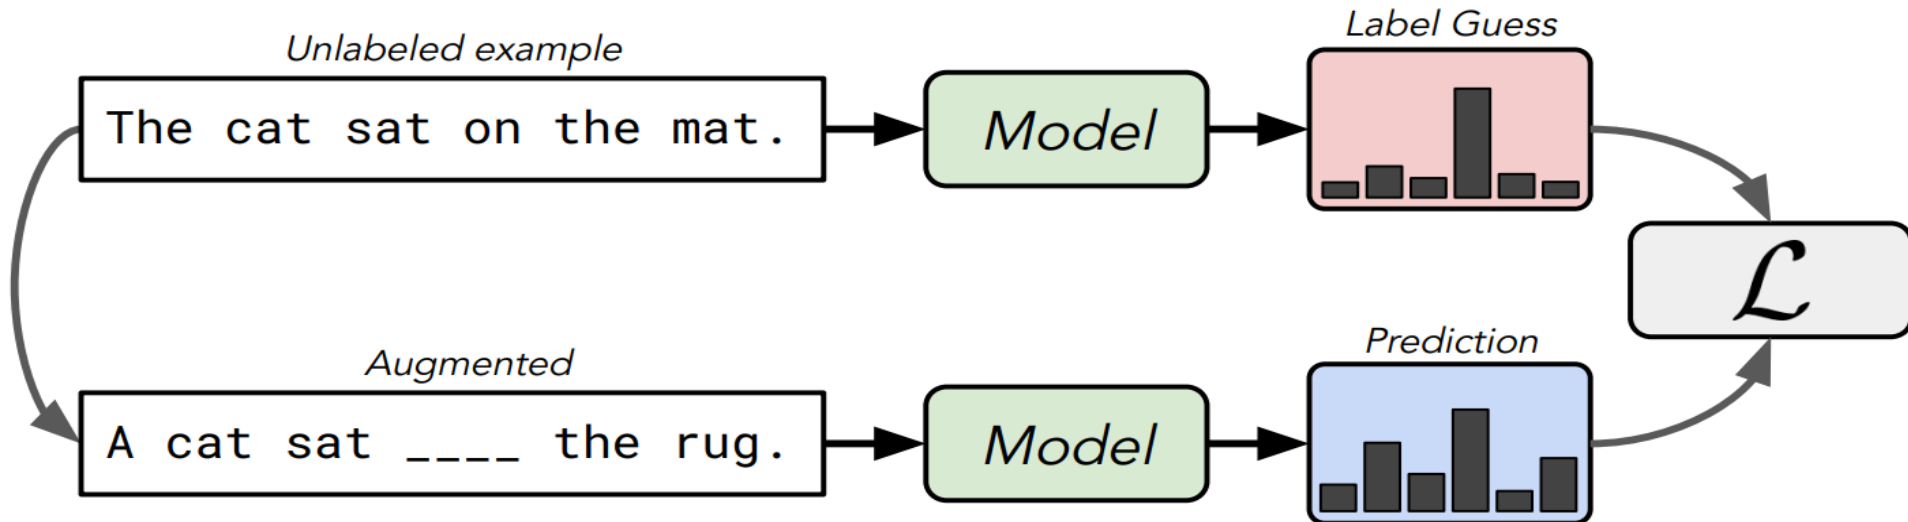 Unlabeled example
The cat sat on the mat.
Model
Label Guess
ℒ
Augmented
A cat sat ____ the rug.
Model
Prediction